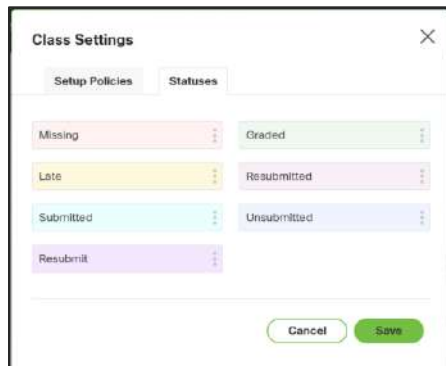 Class Settings
Setup Policies Statuses
Missing Graded
Late Resubmitted
Submitted Unsubmitted
Resubmit
Cancel Save